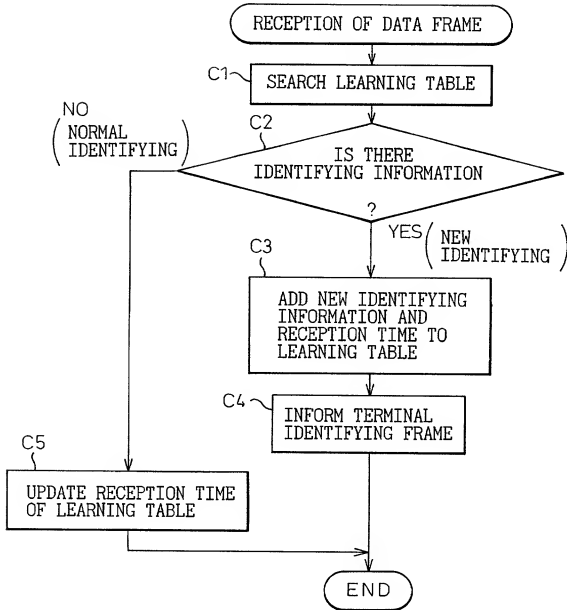 RECEPTION OF DATA FRAME
C1
SEARCH LEARNING TABLE
NO
(NORMAL
IDENTIFYING)
C2
IS THERE
IDENTIFYING INFORMATION
?
YES
(NEW
IDENTIFYING)
C3
ADD NEW IDENTIFYING
INFORMATION AND
RECEPTION TIME TO
LEARNING TABLE
C4
INFORM TERMINAL
IDENTIFYING FRAME
C5
UPDATE RECEPTION TIME
OF LEARNING TABLE
END